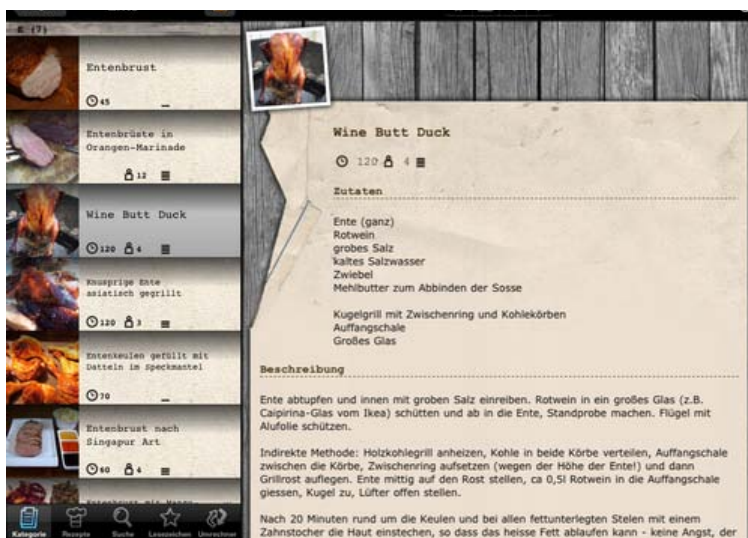 E (7)
Entenbrust
45
Entenbrüste in
Orangen-Marinade
12
Wine Butt Duck
120 4
Knusprige Ente
asiatisch gegrillt
120 3
Entenkeulen gefüllt mit
Datteln im Speckmantel
70
Entenbrust nach
Singapur Art
60 4
Entenbrust mit Mango
Kategorie Rezepte Suche Lesezeichen Umrechner
Wine Butt Duck
120 4
Zutaten
Ente (ganz)
Rotwein
grobes Salz
kaltes Salzwasser
Zwiebel
Mehlbutter zum Abbinden der Sosse
Kugelgrill mit Zwischenring und Kohlekörben
Auffangschale
Großes Glas
Beschreibung
Ente abtupfen und innen mit groben Salz einreiben. Rotwein in ein großes Glas (z.B.
Caipirina-Glas vom Ikea) schütten und ab in die Ente, Standprobe machen. Flügel mit
Alufolie schützen.
Indirekte Methode: Holzkohlegrill anheizen, Kohle in beide Körbe verteilen, Auffangschale
zwischen die Körbe, Zwischenring aufsetzen (wegen der Höhe der Ente!) und dann
Grillrost auflegen. Ente mittig auf den Rost stellen, ca 0,5l Rotwein in die Auffangschale
giessen, Kugel zu, Lüfter offen stellen.
Nach 20 Minuten rund um die Keulen und bei allen fettunterlegten Stelen mit einem
Zahnstocher die Haut einstechen, so dass das heisse Fett ablaufen kann - keine Angst, der